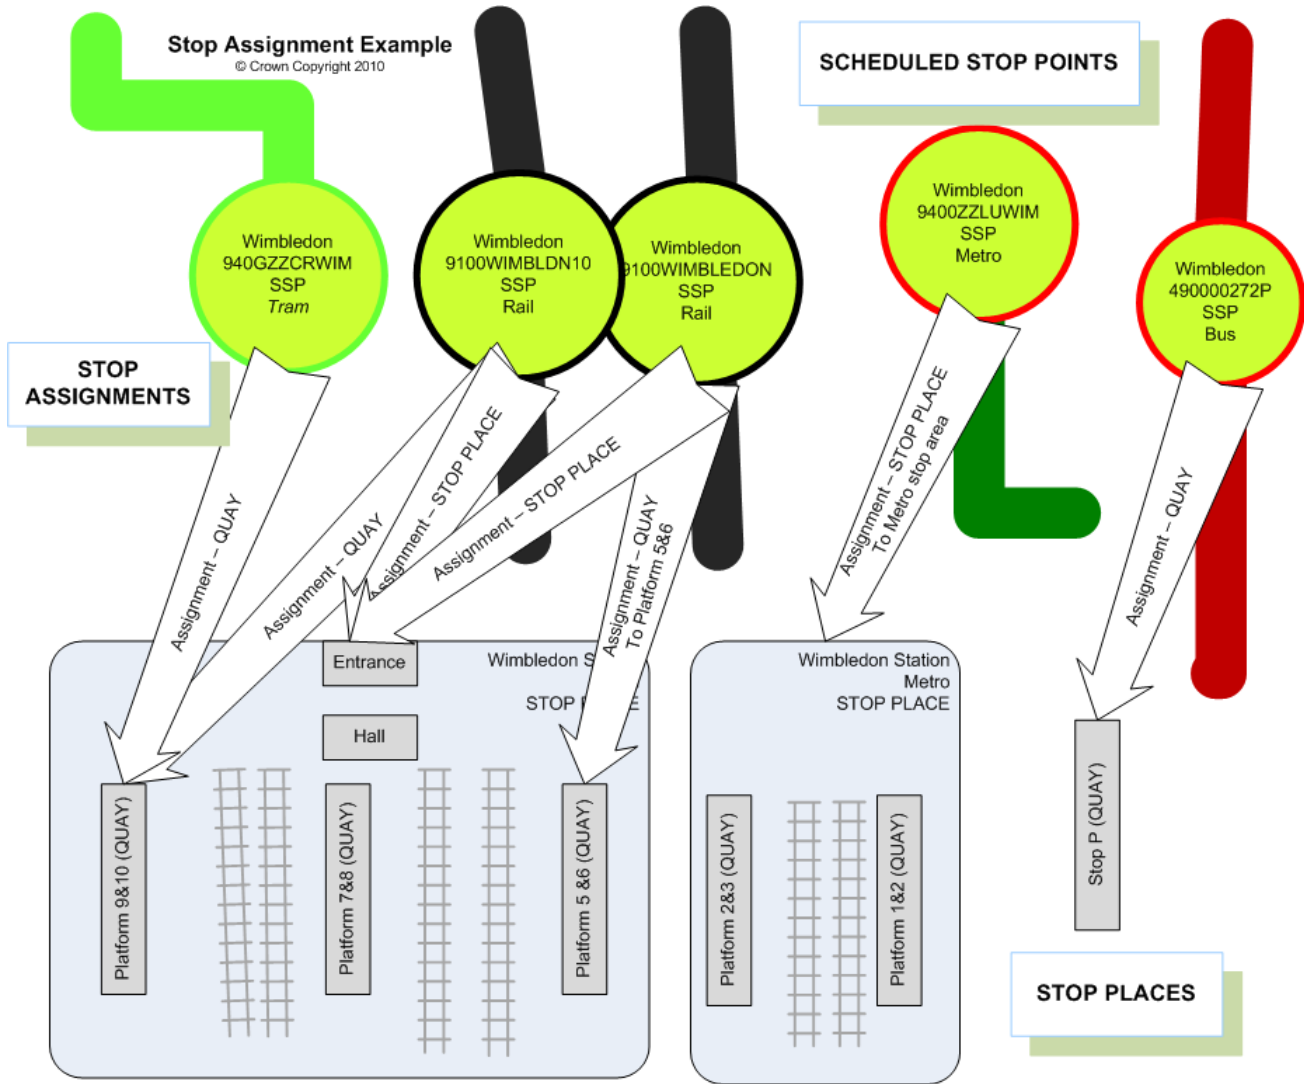 Stop Assignment Example
© Crown Copyright 2010
SCHEDULED STOP POINTS
Wimbledon
940GZZCRWIM
SSP
Tram
Wimbledon
9100WIMBLDN10
SSP
Rail
Wimbledon
9100WIMBLEDON
SSP
Rail
Wimbledon
9400ZZLUWIM
SSP
Metro
Wimbledon
490000272P
SSP
Bus
STOP
ASSIGNMENTS
Assignment – QUAY
Assignment – QUAY
Assignment – STOP PLACE
Assignment – STOP PLACE
Assignment – QUAY
To Platform 5&6
Assignment – STOP PLACE
To Metro stop area
Assignment – QUAY
Entrance
Hall
Wimbledon
STOP
Wimbledon Station
Metro
STOP PLACE
Platform 9&10 (QUAY)
Platform 7&8 (QUAY)
Platform 5 &6 (QUAY)
Platform 2&3 (QUAY)
Platform 1&2 (QUAY)
Stop P (QUAY)
STOP PLACES